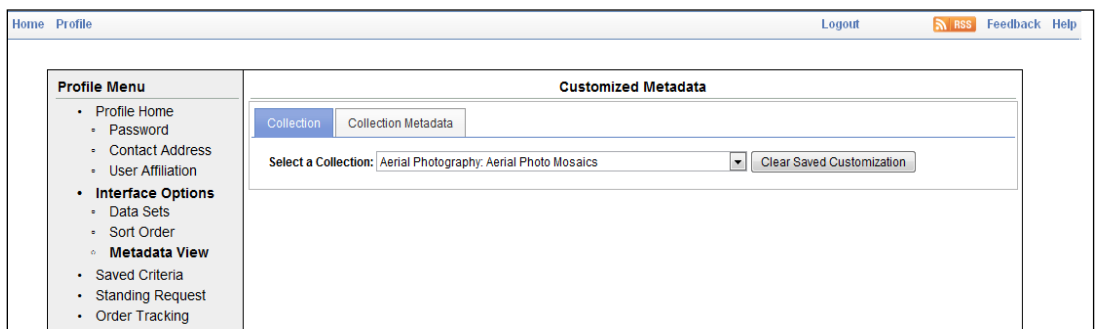 Home Profile Logout RSS Feedback Help
Profile Menu
Profile Home
Password
Contact Address
User Affiliation
Interface Options
Data Sets
Sort Order
Metadata View
Saved Criteria
Standing Request
Order Tracking
Customized Metadata
Collection Collection Metadata
Select a Collection: Aerial Photography: Aerial Photo Mosaics Clear Saved Customization